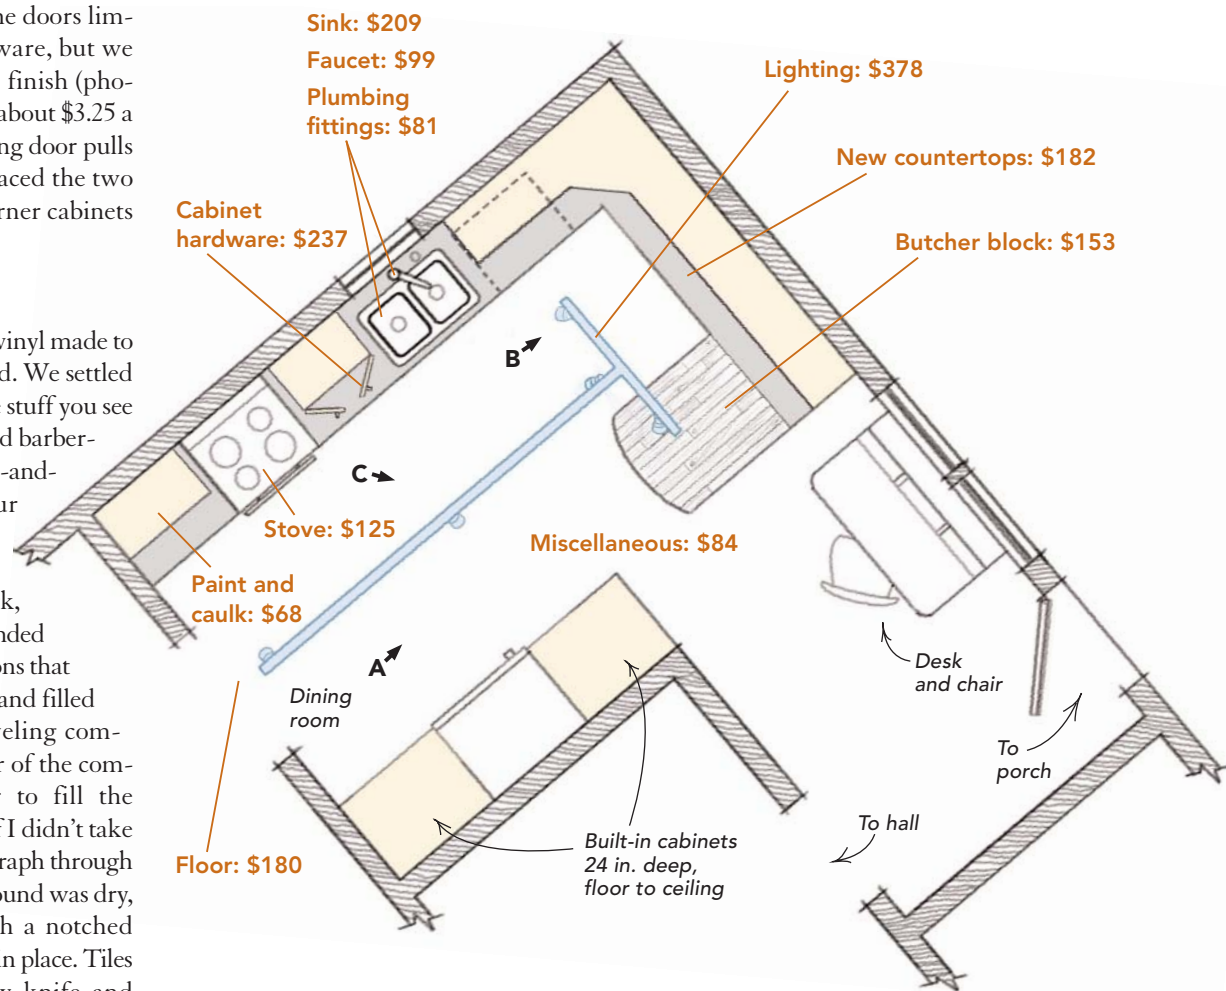 ne doors lim-
ware, but we
finish (pho-
about $3.25 a
ng door pulls
aced the two
rner cabinets
vinyl made to
d. We settled
e stuff you see
d barber-
-and-
ur
k,
nded
ons that
and filled
veling com-
r of the com-
to fill the
f I didn’t take
raph through
ound was dry,
h a notched
in place. Tiles
y knife and
Sink: $209
Faucet: $99
Plumbing
fittings: $81
Lighting: $378
New countertops: $182
Butcher block: $153
Cabinet
hardware: $237
B
C
Stove: $125
Miscellaneous: $84
Paint and
caulk: $68
A
Dining
room
Desk
and chair
To
porch
To hall
Built-in cabinets
24 in. deep,
floor to ceiling
Floor: $180